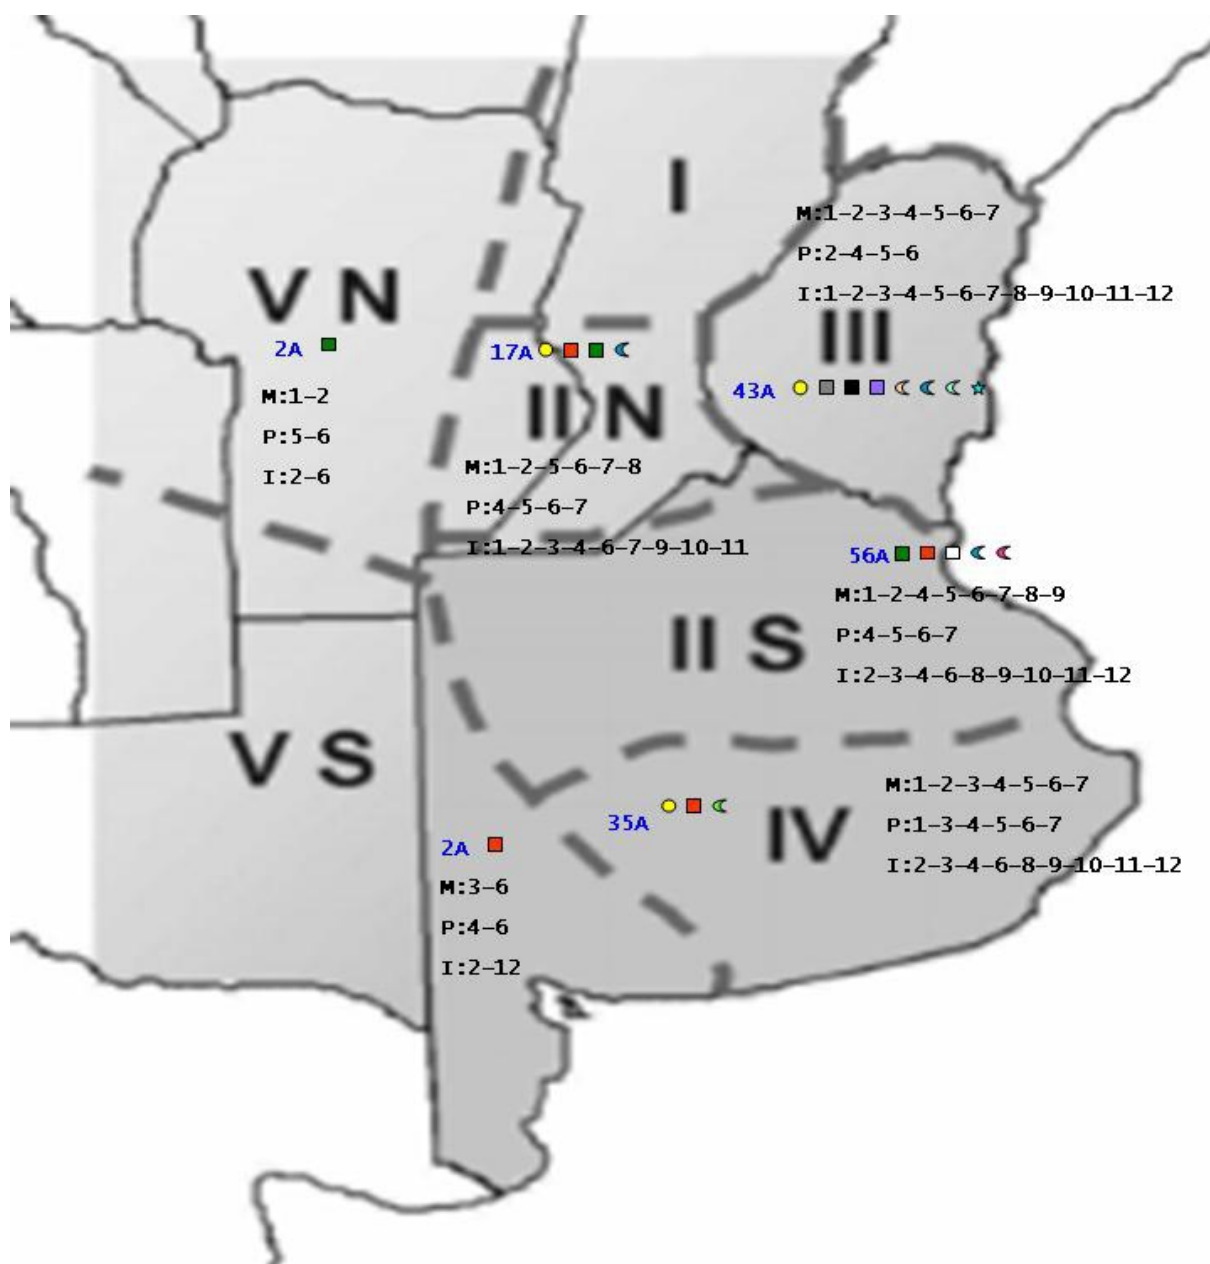 I
M:1-2-3-4-5-6-7
P:2-4-5-6
I:1-2-3-4-5-6-7-8-9-10-11-12
III
43A
V N
2A
M:1-2
P:5-6
I:2-6
17A
II N
M:1-2-5-6-7-8
P:4-5-6-7
I:1-2-3-4-6-7-9-10-11
56A
M:1-2-4-5-6-7-8-9
P:4-5-6-7
I:2-3-4-6-8-9-10-11-12
II S
V S
M:1-2-3-4-5-6-7
P:1-3-4-5-6-7
I:2-3-4-6-8-9-10-11-12
35A
IV
2A
M:3-6
P:4-6
I:2-12